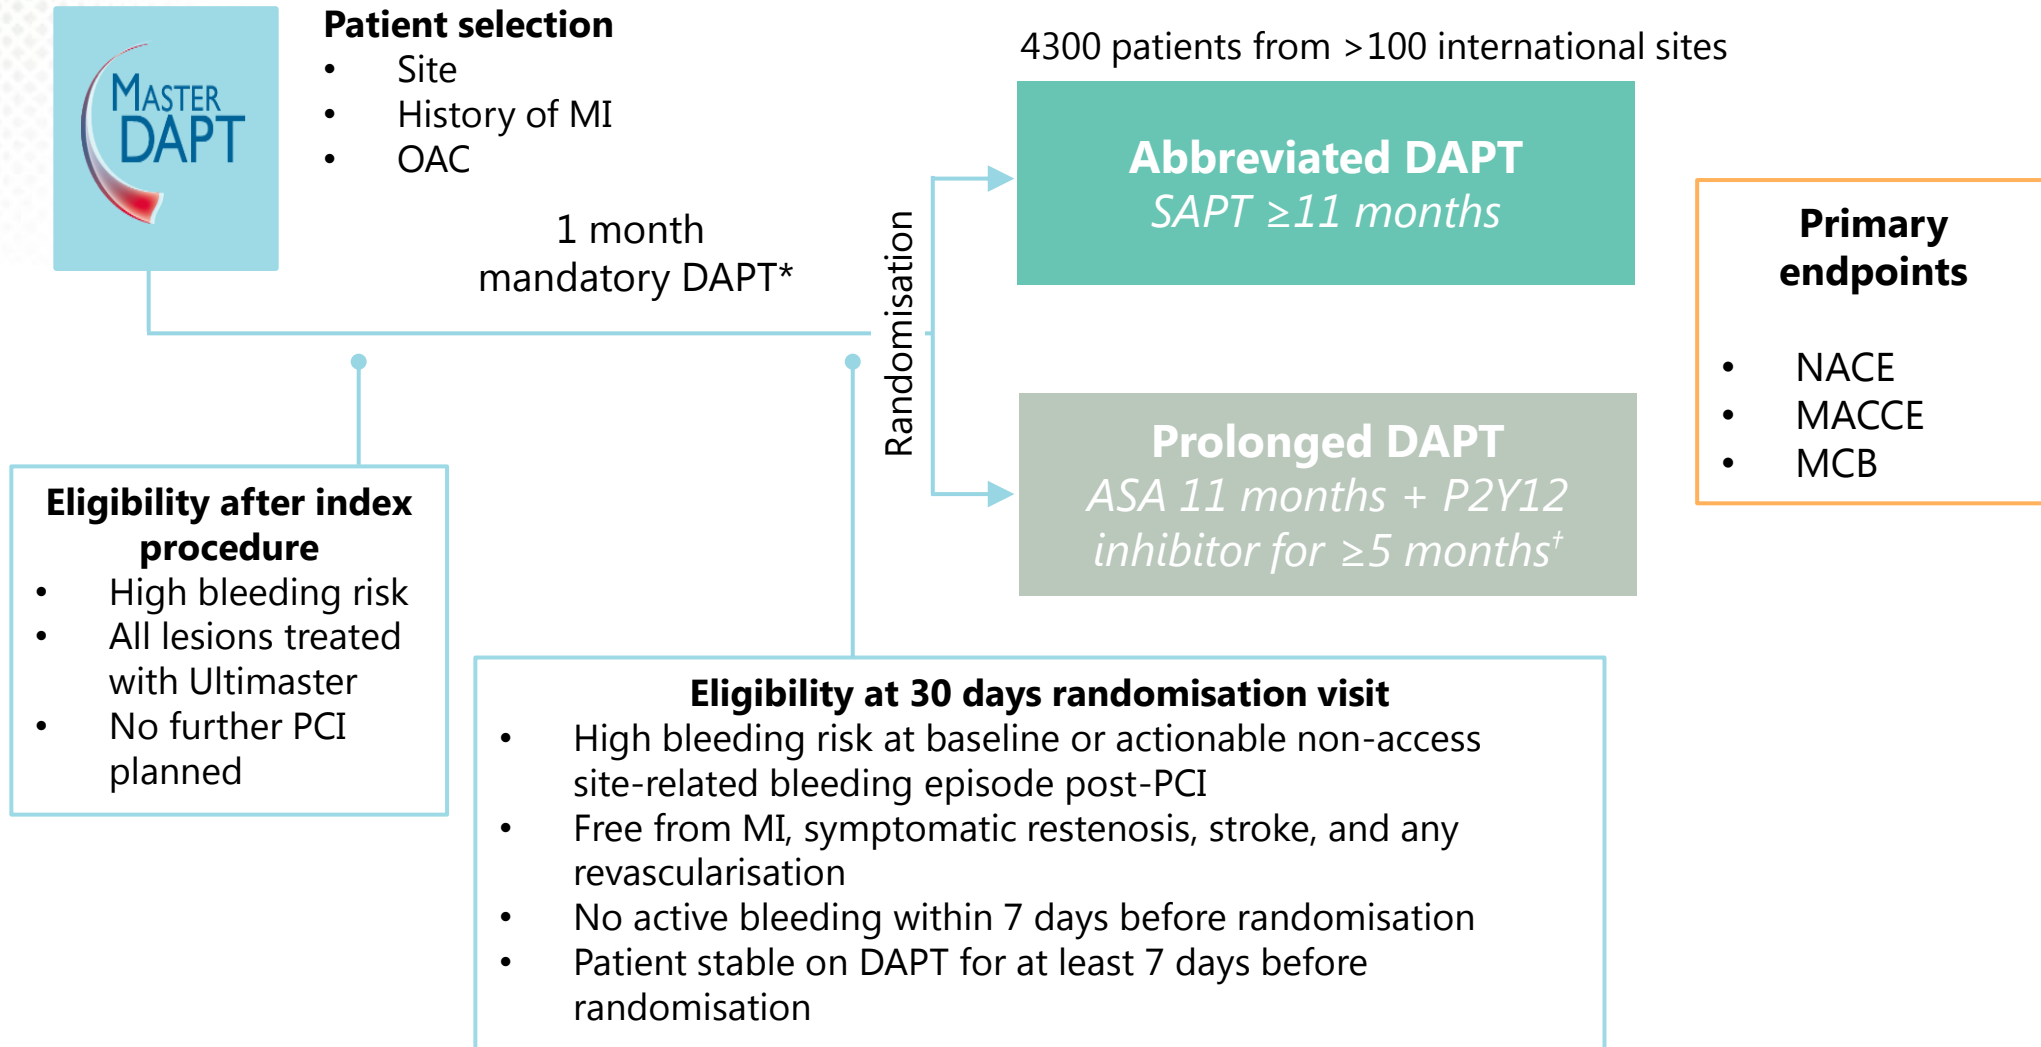 MASTER
DAPT
Patient selection
• Site
• History of MI
• OAC
1 month
mandatory DAPT*
Randomisation
4300 patients from >100 international sites
Abbreviated DAPT
SAPT ≥11 months
Prolonged DAPT
ASA 11 months + P2Y12
inhibitor for ≥5 months†
Primary
endpoints
• NACE
• MACCE
• MCB
Eligibility after index
procedure
• High bleeding risk
• All lesions treated
with Ultimaster
• No further PCI
planned
Eligibility at 30 days randomisation visit
• High bleeding risk at baseline or actionable non-access
site-related bleeding episode post-PCI
• Free from MI, symptomatic restenosis, stroke, and any
revascularisation
• No active bleeding within 7 days before randomisation
• Patient stable on DAPT for at least 7 days before
randomisation